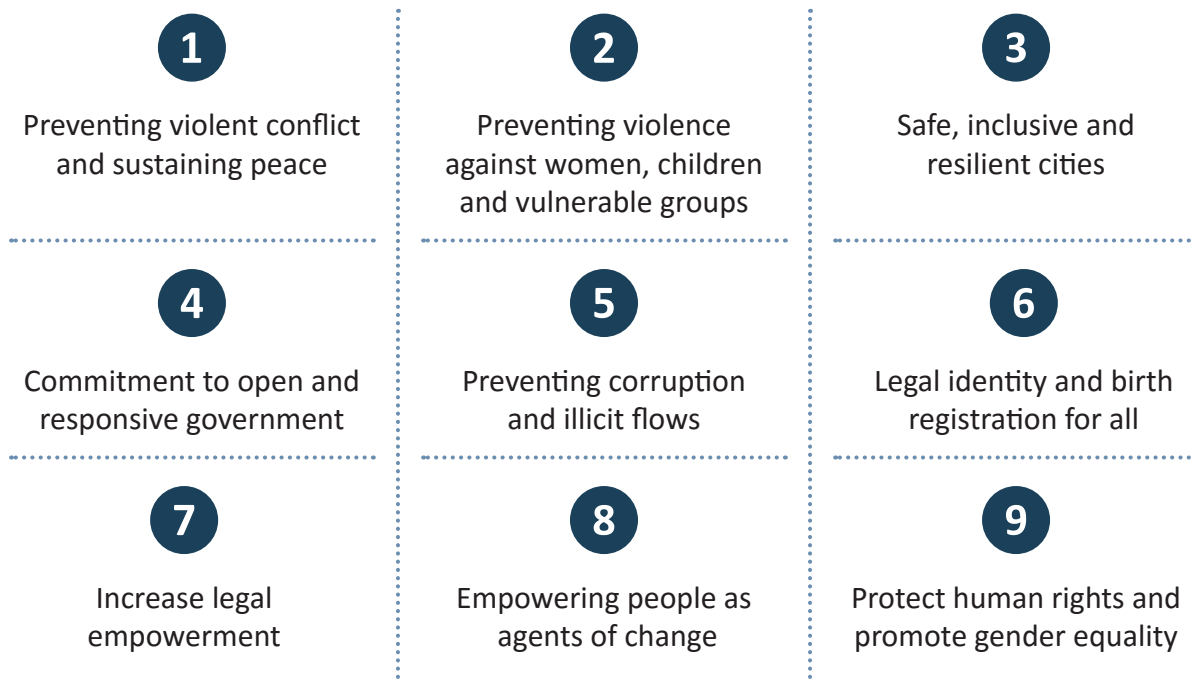 1
Preventing violent conflict
and sustaining peace
2
Preventing violence
against women, children
and vulnerable groups
3
Safe, inclusive and
resilient cities
4
Commitment to open and
responsive government
5
Preventing corruption
and illicit flows
6
Legal identity and birth
registration for all
7
Increase legal
empowerment
8
Empowering people as
agents of change
9
Protect human rights and
promote gender equality